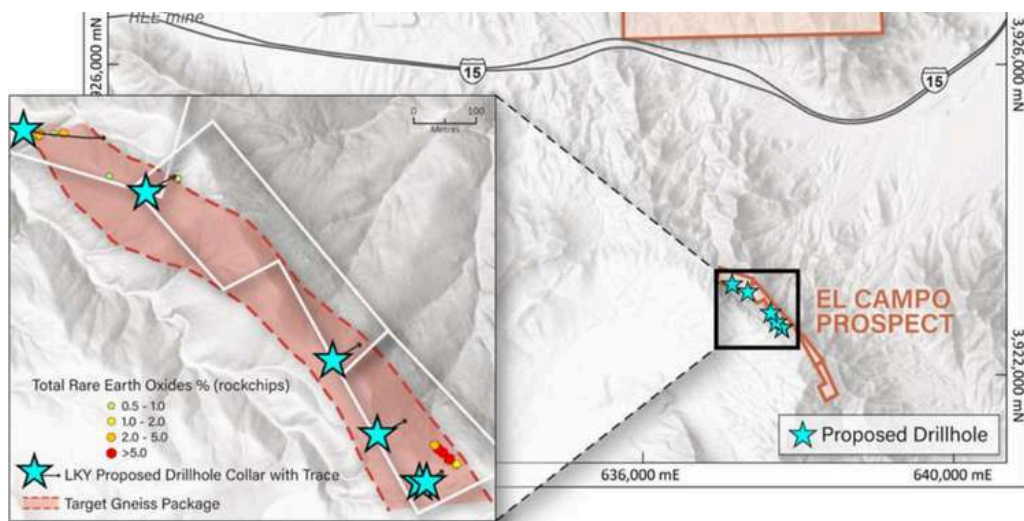 REE mine
15
15
926,000 mN
3,926,000 mN
0 100
Metres
EL CAMPO
PROSPECT
Total Rare Earth Oxides % (rockchips)
0.5 - 1.0
1.0 - 2.0
2.0 - 5.0
>5.0
LKY Proposed Drillhole Collar with Trace
Target Gneiss Package
3,922,000 mN
Proposed Drillhole
636,000 mE
640,000 mE